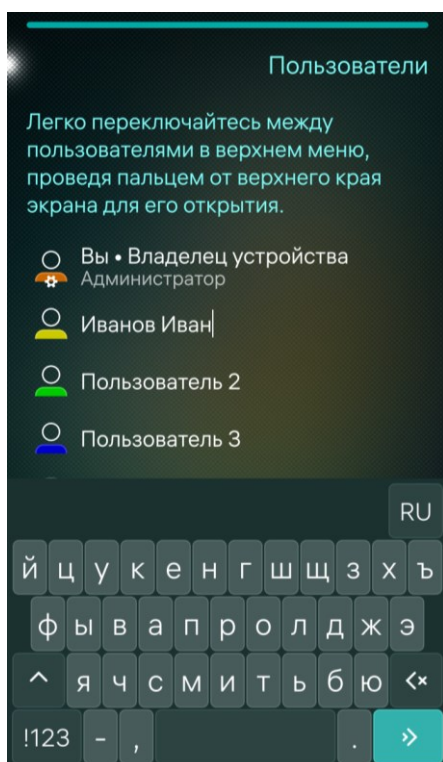 Пользователи
Легко переключайтесь между
пользователями в верхнем меню,
проведя пальцем от верхнего края
экрана для его открытия.
Вы • Владелец устройства
Администратор
Иванов Иван
Пользователь 2
Пользователь 3
RU
й ц у к е н г ш щ з х ъ
ф ы в а п р о л д ж э
я ч с м и т ь б ю
!123 - , .